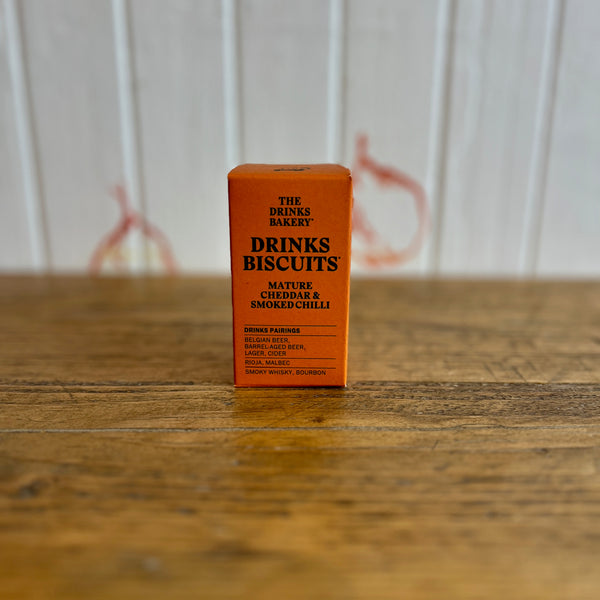 THE
DRINKS
BAKERY
DRINKS
BISCUITS
MATURE
CHEDDAR &
SMOKED CHILLI
DRINKS PAIRINGS
BELGIAN BEER,
BARREL-AGED BEER,
LAGER, CIDER
RIOJA, MALBEC
SMOKY WHISKY, BOURBON